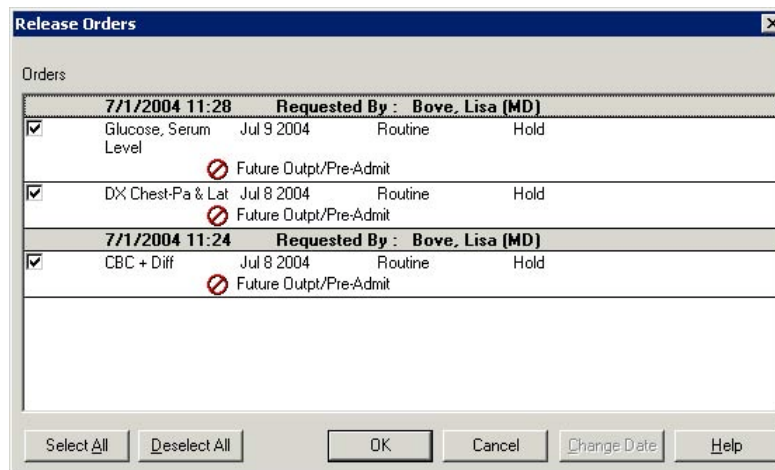 Release Orders
Orders
7/1/2004 11:28 Requested By : Bove, Lisa (MD)
Glucose, Serum Level Jul 9 2004 Routine Hold
Future Outpt/Pre-Admit
DX Chest-Pa & Lat Jul 8 2004 Routine Hold
Future Outpt/Pre-Admit
7/1/2004 11:24 Requested By : Bove, Lisa (MD)
CBC + Diff Jul 8 2004 Routine Hold
Future Outpt/Pre-Admit
Select All Deselect All OK Cancel Change Date Help